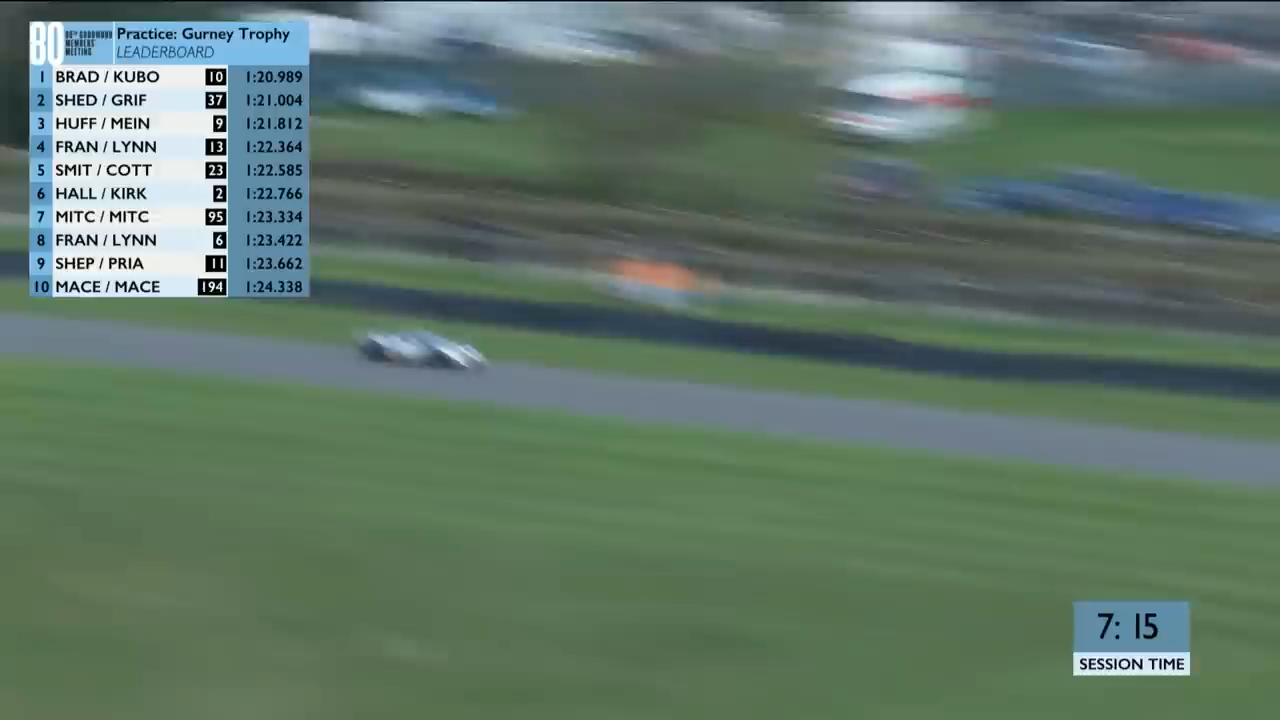 80
80TH GOODWOOD
MEMBERS'
MEETING
Practice: Gurney Trophy
LEADERBOARD
1 BRAD / KUBO 10 1:20.989
2 SHED / GRIF 37 1:21.004
3 HUFF / MEIN 9 1:21.812
4 FRAN / LYNN 13 1:22.364
5 SMIT / COTT 23 1:22.585
6 HALL / KIRK 2 1:22.766
7 MITC / MITC 95 1:23.334
8 FRAN / LYNN 6 1:23.422
9 SHEP / PRIA 11 1:23.662
10 MACE / MACE 194 1:24.338
7: 15
SESSION TIME